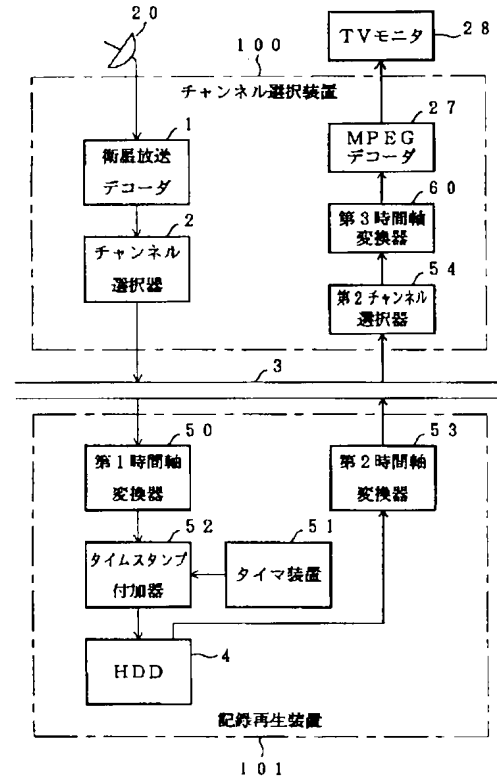 20
TVモニタ
28
100
チャンネル選択装置
1
衛星放送
デコーダ
27
MPEG
デコーダ
2
チャンネル
選択器
60
第3時間軸
変換器
54
第2チャンネル
選択器
3
50
第1時間軸
変換器
53
第2時間軸
変換器
52
タイムスタンプ
付加器
51
タイマ装置
4
HDD
記録再生装置
101